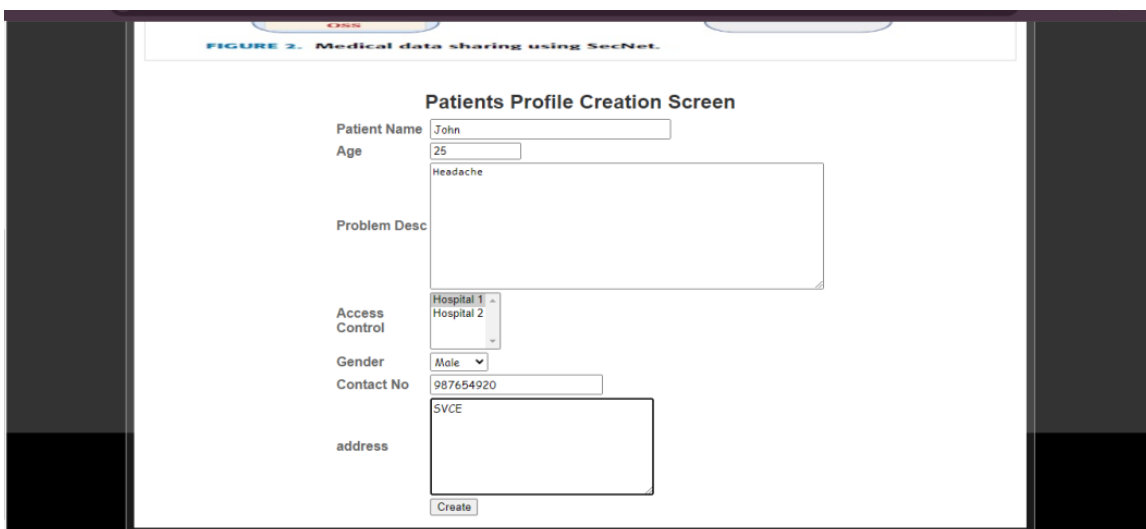 OSS
FIGURE 2. Medical data sharing using SecNet.
Patients Profile Creation Screen
Patient Name John
Age 25
Problem Desc Headache
Access Control Hospital 1
Hospital 2
Gender Male
Contact No 987654920
address SVCE
Create